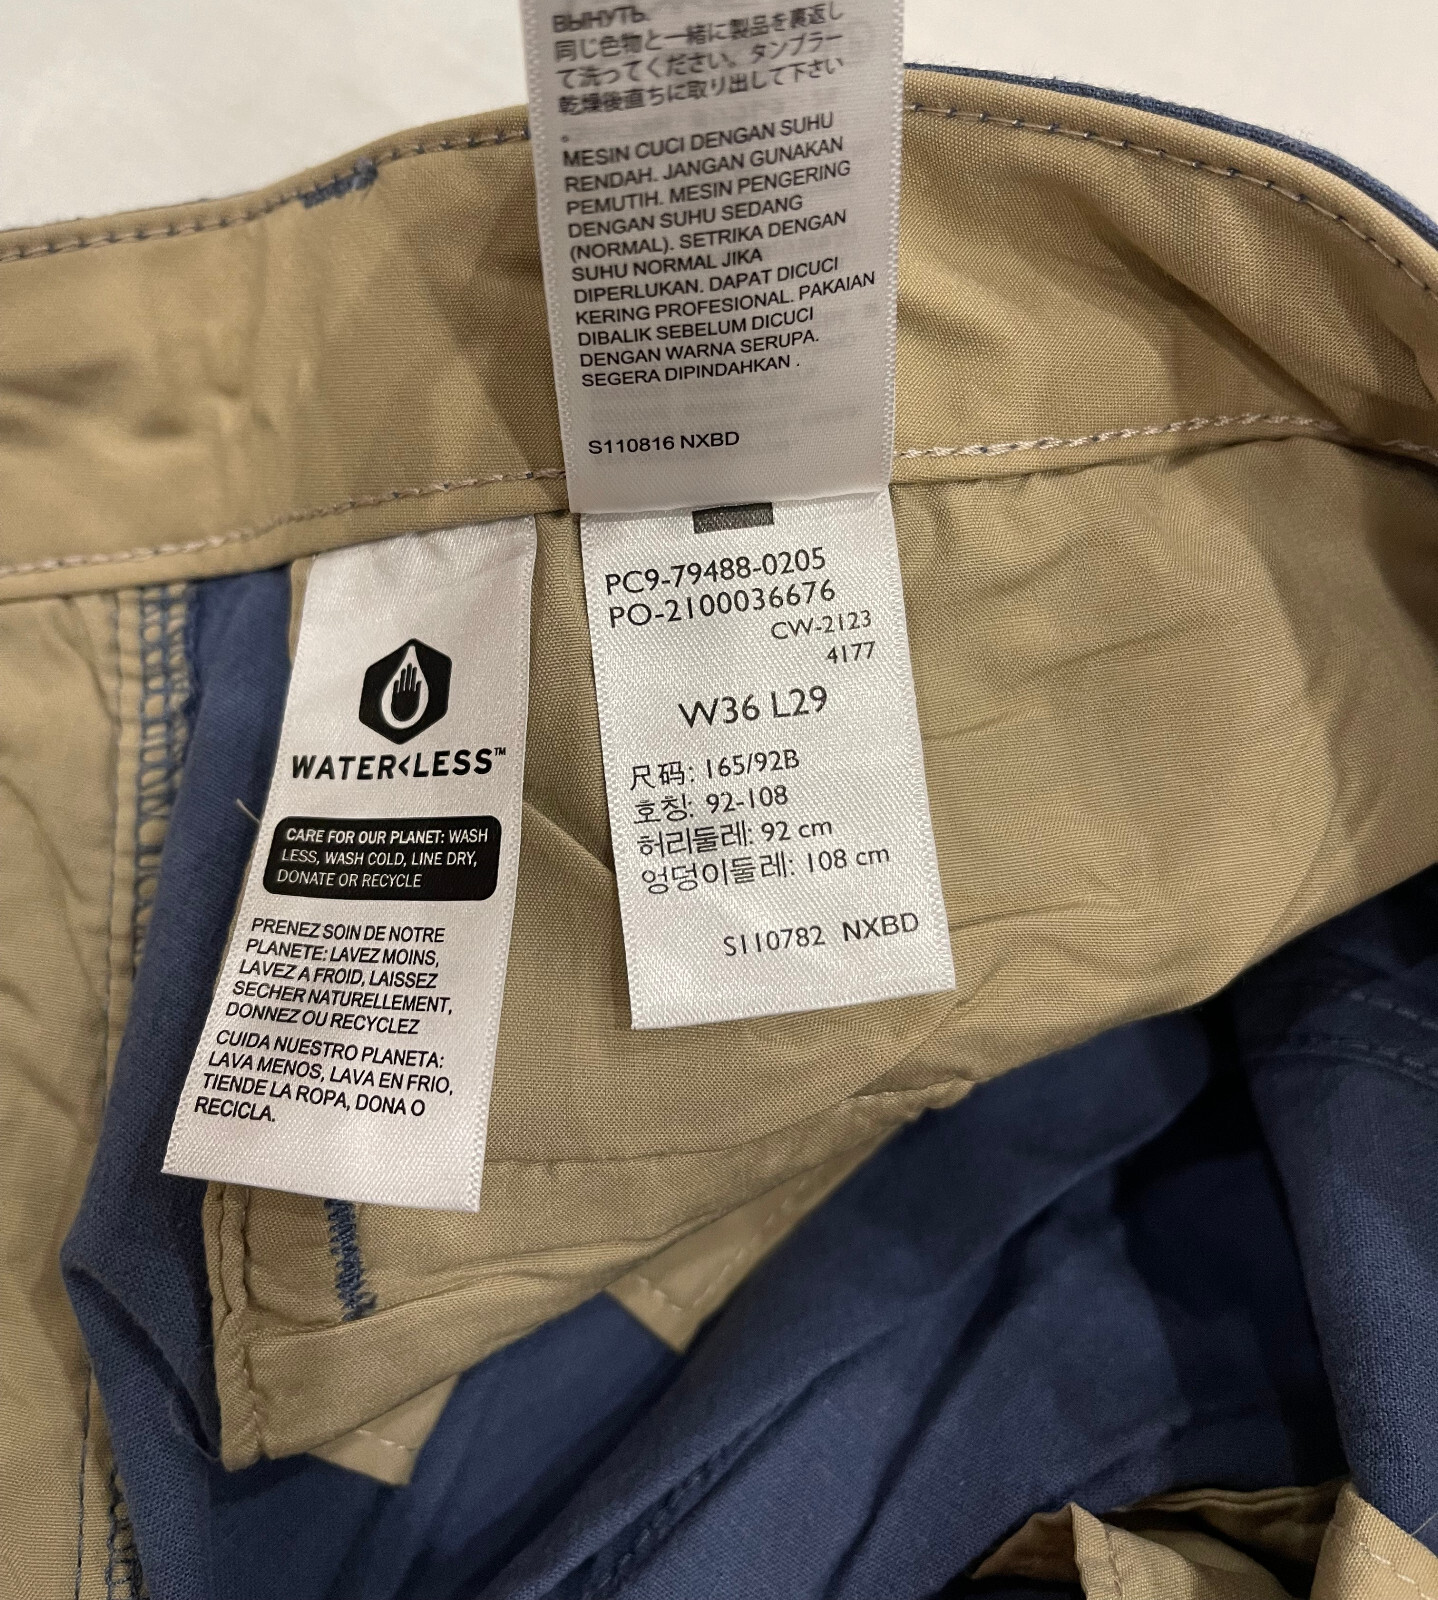 ВЫНУТЬ.
同じ色物と一緒に製品を裏返し
て洗ってください。タンブラー
乾燥後直ちに取り出して下さい
。
MESIN CUCI DENGAN SUHU
RENDAH. JANGAN GUNAKAN
PEMUTIH. MESIN PENGERING
DENGAN SUHU SEDANG
(NORMAL). SETRIKA DENGAN
SUHU NORMAL JIKA
DIPERLUKAN. DAPAT DICUCI
KERING PROFESIONAL. PAKAIAN
DIBALIK SEBELUM DICUCI
DENGAN WARNA SERUPA.
SEGERA DIPINDAHKAN .
S110816 NXBD
WATER<LESS™
CARE FOR OUR PLANET: WASH
LESS, WASH COLD, LINE DRY,
DONATE OR RECYCLE
PRENEZ SOIN DE NOTRE
PLANETE: LAVEZ MOINS,
LAVEZ A FROID, LAISSEZ
SECHER NATURELLEMENT,
DONNEZ OU RECYCLEZ
CUIDA NUESTRO PLANETA:
LAVA MENOS, LAVA EN FRIO,
TIENDE LA ROPA, DONA O
RECICLA.
PC9-79488-0205
PO-2100036676
CW-2123
4177
W36 L29
尺码: 165/92B
호칭: 92-108
허리둘레: 92 cm
엉덩이둘레: 108 cm
S110782 NXBD